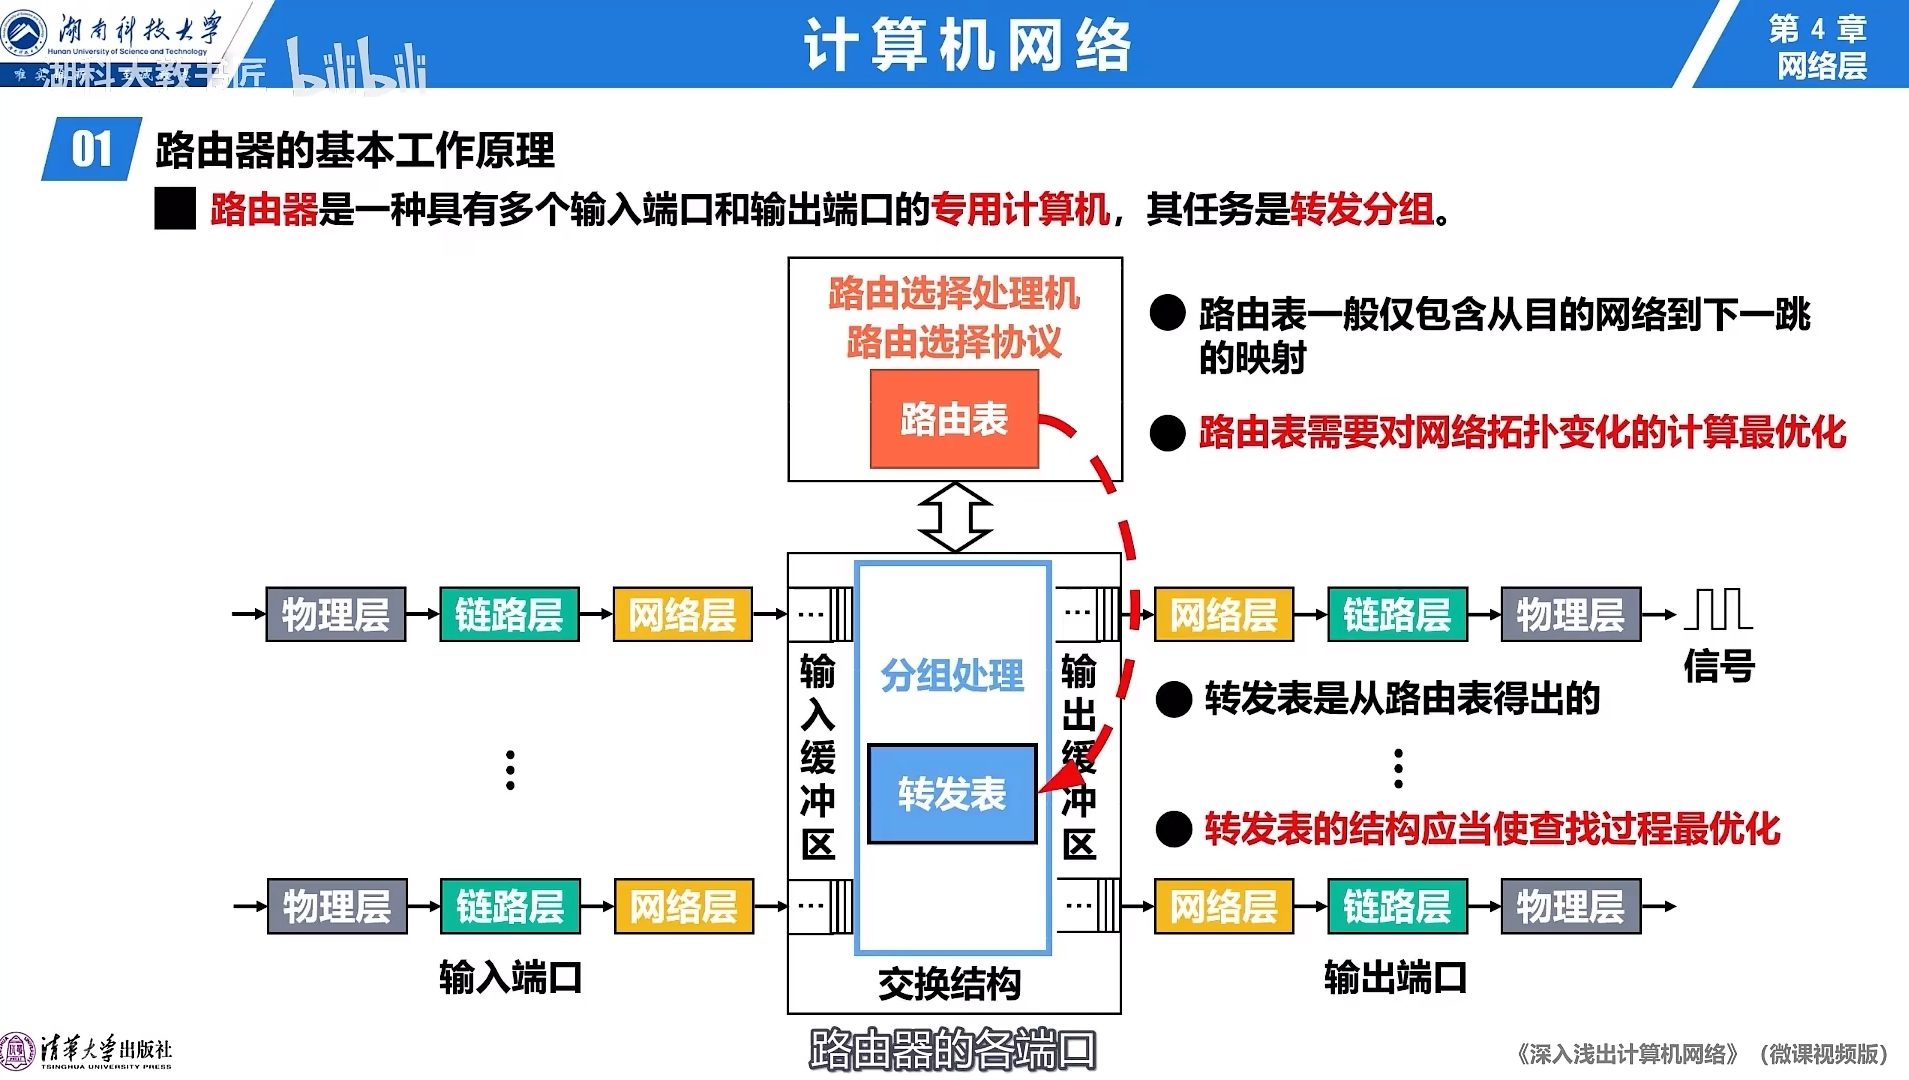 湖南科技大学
Hunan University of Science and Technology
湖科大教书匠 bilibili
计算机网络
第 4 章
网络层
01 路由器的基本工作原理
路由器是一种具有多个输入端口和输出端口的专用计算机，其任务是转发分组。
路由选择处理机
路由选择协议
路由表
路由表一般仅包含从目的网络到下一跳
的映射
路由表需要对网络拓扑变化的计算最优化
物理层 链路层 网络层 … … 网络层 链路层 物理层
信号
输入缓冲区
分组处理
输出缓冲区
转发表
转发表是从路由表得出的
转发表的结构应当使查找过程最优化
物理层 链路层 网络层 … … 网络层 链路层 物理层
输入端口
交换结构
输出端口
路由器的各端口
清华大学出版社
TSINGHUA UNIVERSITY PRESS
《深入浅出计算机网络》（微课视频版）